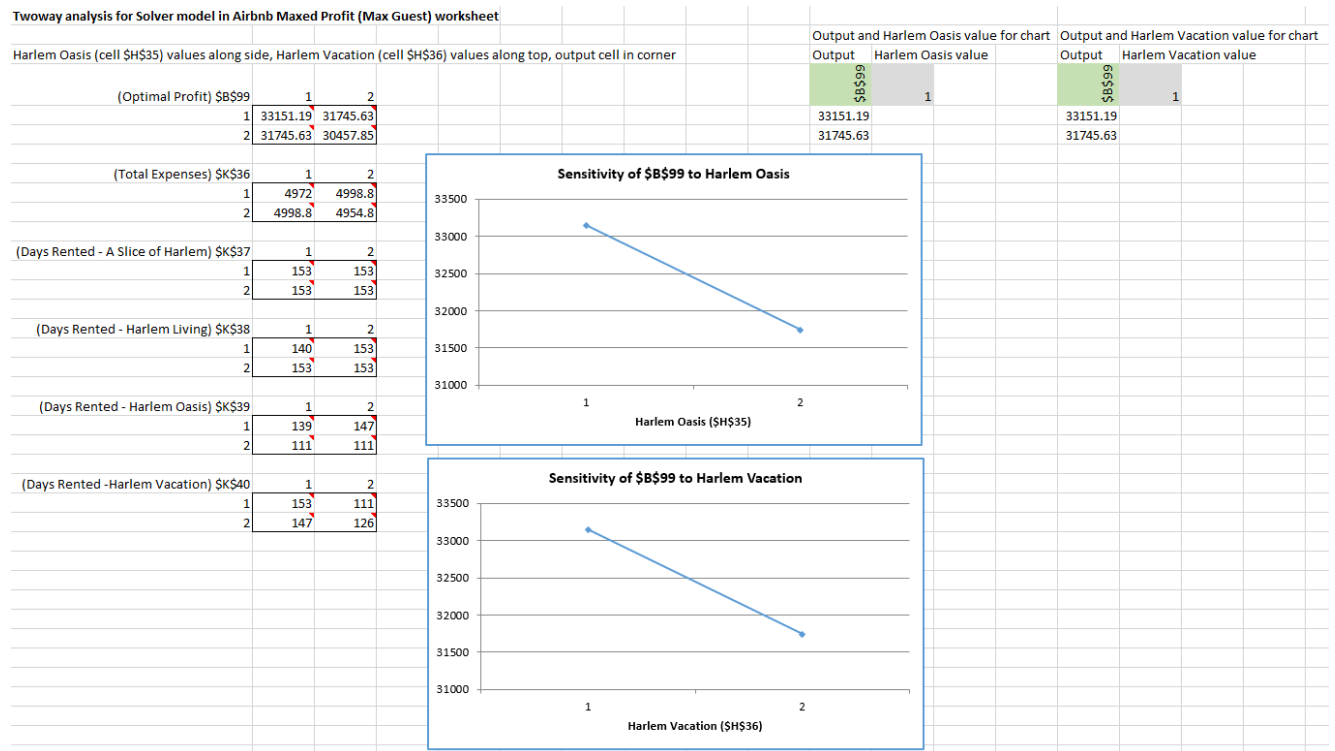 Twoway analysis for Solver model in Airbnb Maxed Profit (Max Guest) worksheet
Output and Harlem Oasis value for chart Output and Harlem Vacation value for chart
Harlem Oasis (cell $H$35) values along side, Harlem Vacation (cell $H$36) values along top, output cell in corner Output Harlem Oasis value Output Harlem Vacation value
(Optimal Profit) $B$99 1 2 $B$99 1 $B$99 1
1 33151.19 31745.63 33151.19 33151.19
2 31745.63 30457.85 31745.63 31745.63
(Total Expenses) $K$36 1 2
1 4972 4998.8
2 4998.8 4954.8
(Days Rented - A Slice of Harlem) $K$37 1 2
1 153 153
2 153 153
(Days Rented - Harlem Living) $K$38 1 2
1 140 153
2 153 153
(Days Rented - Harlem Oasis) $K$39 1 2
1 139 147
2 111 111
(Days Rented -Harlem Vacation) $K$40 1 2
1 153 111
2 147 126
Sensitivity of $B$99 to Harlem Oasis
33500
33000
32500
32000
31500
31000
1 2
Harlem Oasis ($H$35)
Sensitivity of $B$99 to Harlem Vacation
33500
33000
32500
32000
31500
31000
1 2
Harlem Vacation ($H$36)